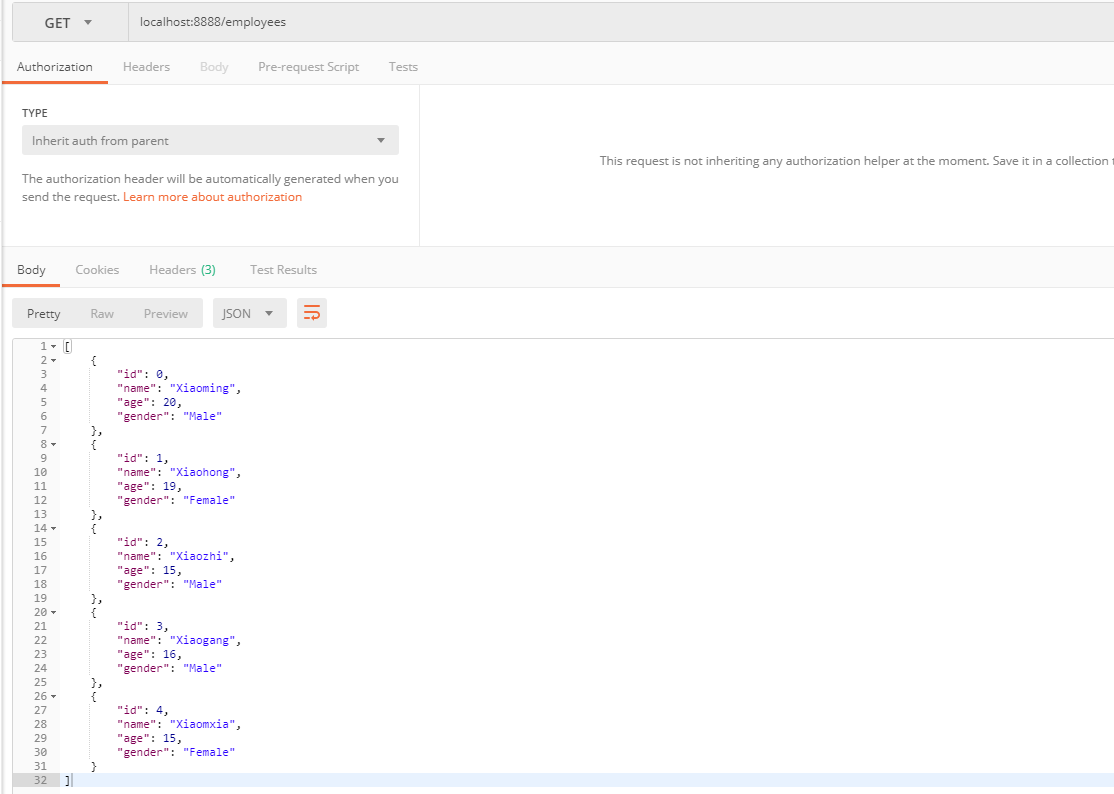 GET localhost:8888/employees
Authorization Headers Body Pre-request Script Tests
TYPE
Inherit auth from parent
The authorization header will be automatically generated when you
send the request. Learn more about authorization
This request is not inheriting any authorization helper at the moment. Save it in a collection
Body Cookies Headers (3) Test Results
Pretty Raw Preview JSON
1 [
2 {
3 "id": 0,
4 "name": "Xiaoming",
5 "age": 20,
6 "gender": "Male"
7 },
8 {
9 "id": 1,
10 "name": "Xiaohong",
11 "age": 19,
12 "gender": "Female"
13 },
14 {
15 "id": 2,
16 "name": "Xiaozhi",
17 "age": 15,
18 "gender": "Male"
19 },
20 {
21 "id": 3,
22 "name": "Xiaogang",
23 "age": 16,
24 "gender": "Male"
25 },
26 {
27 "id": 4,
28 "name": "Xiaomxia",
29 "age": 15,
30 "gender": "Female"
31 }
32 ]